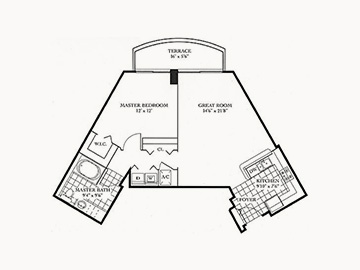 TERRACE
16' x 5'6
MASTER BEDROOM
12' x 12'
GREAT ROOM
14'6 x 21'8
W.I.C.
CL.
MASTER BATH
9'4 x 9'6
D
W
A/C
KITCHEN
9'10 x 7'6
FOYER